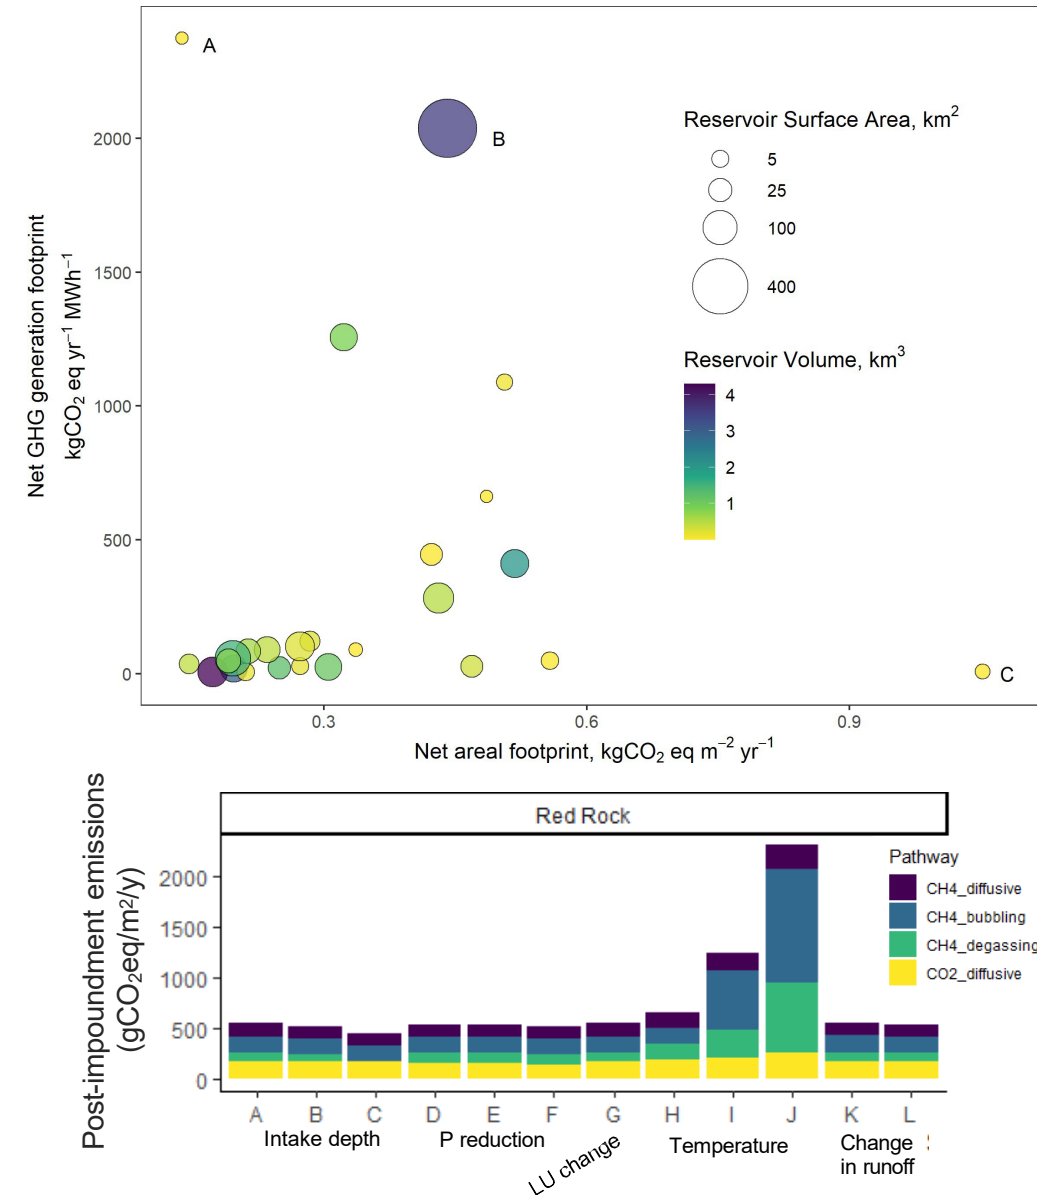 A
B
C
Net GHG generation footprint
kgCO₂ eq yr⁻¹ MWh⁻¹
2000
1500
1000
500
0
0.3 0.6 0.9
Net areal footprint, kgCO₂ eq m⁻² yr⁻¹
Reservoir Surface Area, km²
5
25
100
400
Reservoir Volume, km³
4
3
2
1
Red Rock
Post-impoundment emissions
(gCO₂eq/m²/y)
2000
1500
1000
500
0
Pathway
CH4_diffusive
CH4_bubbling
CH4_degassing
CO2_diffusive
A B C D E F G H I J K L
Intake depth
P reduction
LU change
Temperature
Change
in runoff